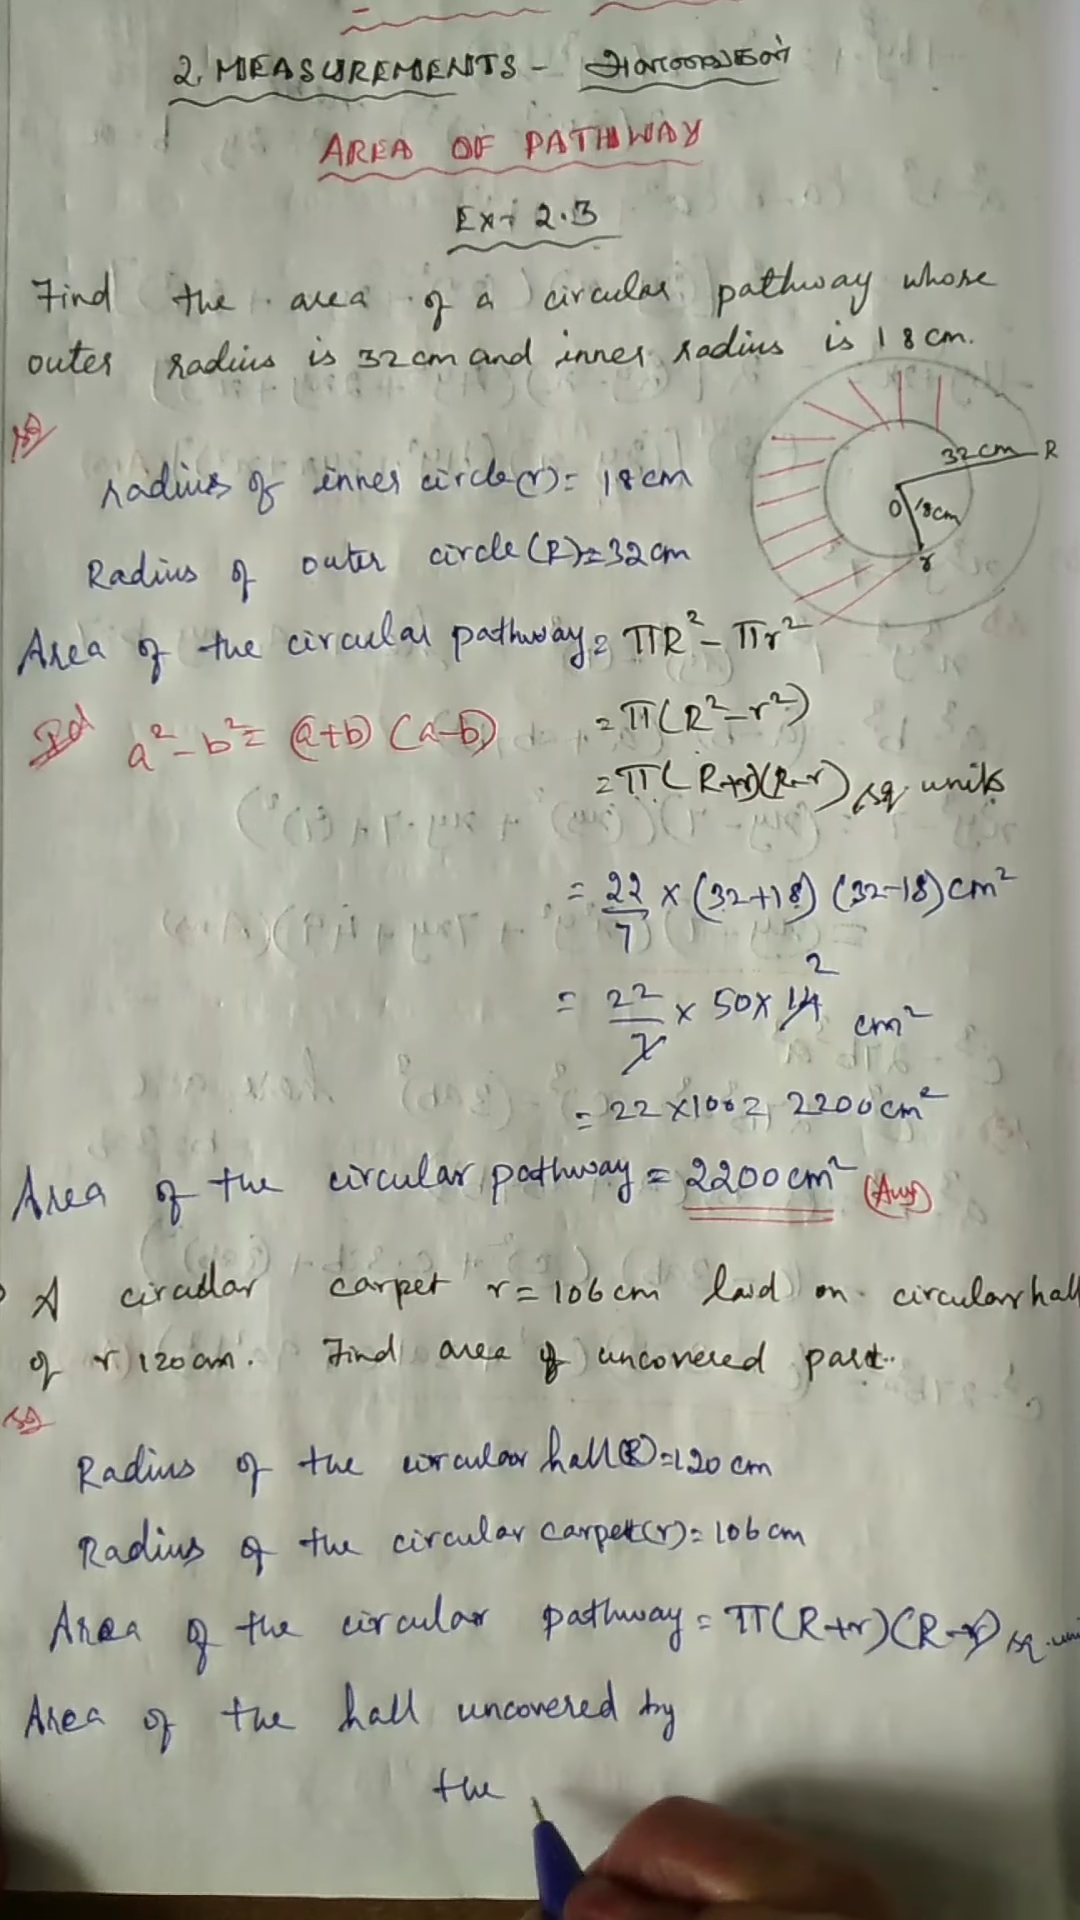 2. MEASUREMENTS - அளவைகள்
AREA OF PATHWAY
Ex: 2.3
Find the area of a circular pathway whose
outer radius is 32 cm and inner radius is 18 cm.
radius of inner circle (r) = 18 cm
32 cm R
O 18cm
r
Radius of outer circle (R) = 32 cm
Area of the circular pathway = πR² - πr²
a² - b² = (a+b) (a-b)
= π(R² - r²)
= π(R+r)(R-r) sq. units
= 22/7 × (32+18) (32-18) cm²
= 22/7 × 50 × 14 2 cm²
= 22 × 100 = 2200 cm²
Area of the circular pathway = 2200 cm² (Ans)
A circular carpet r = 106 cm laid on circular hall
of r 120 cm. Find area of uncovered part.
Radius of the circular hall (R) = 120 cm
Radius of the circular carpet (r) = 106 cm
Area of the circular pathway = π(R+r)(R-r) sq.
Area of the hall uncovered by
the